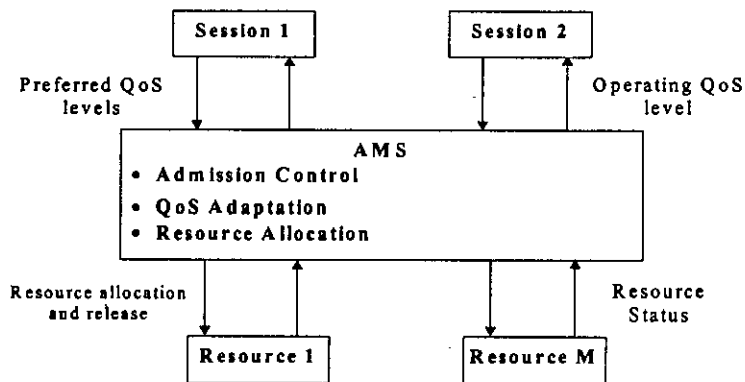 Session 1
Session 2
Preferred QoS
levels
Operating QoS
level
AMS
• Admission Control
• QoS Adaptation
• Resource Allocation
Resource allocation
and release
Resource
Status
Resource 1
Resource M